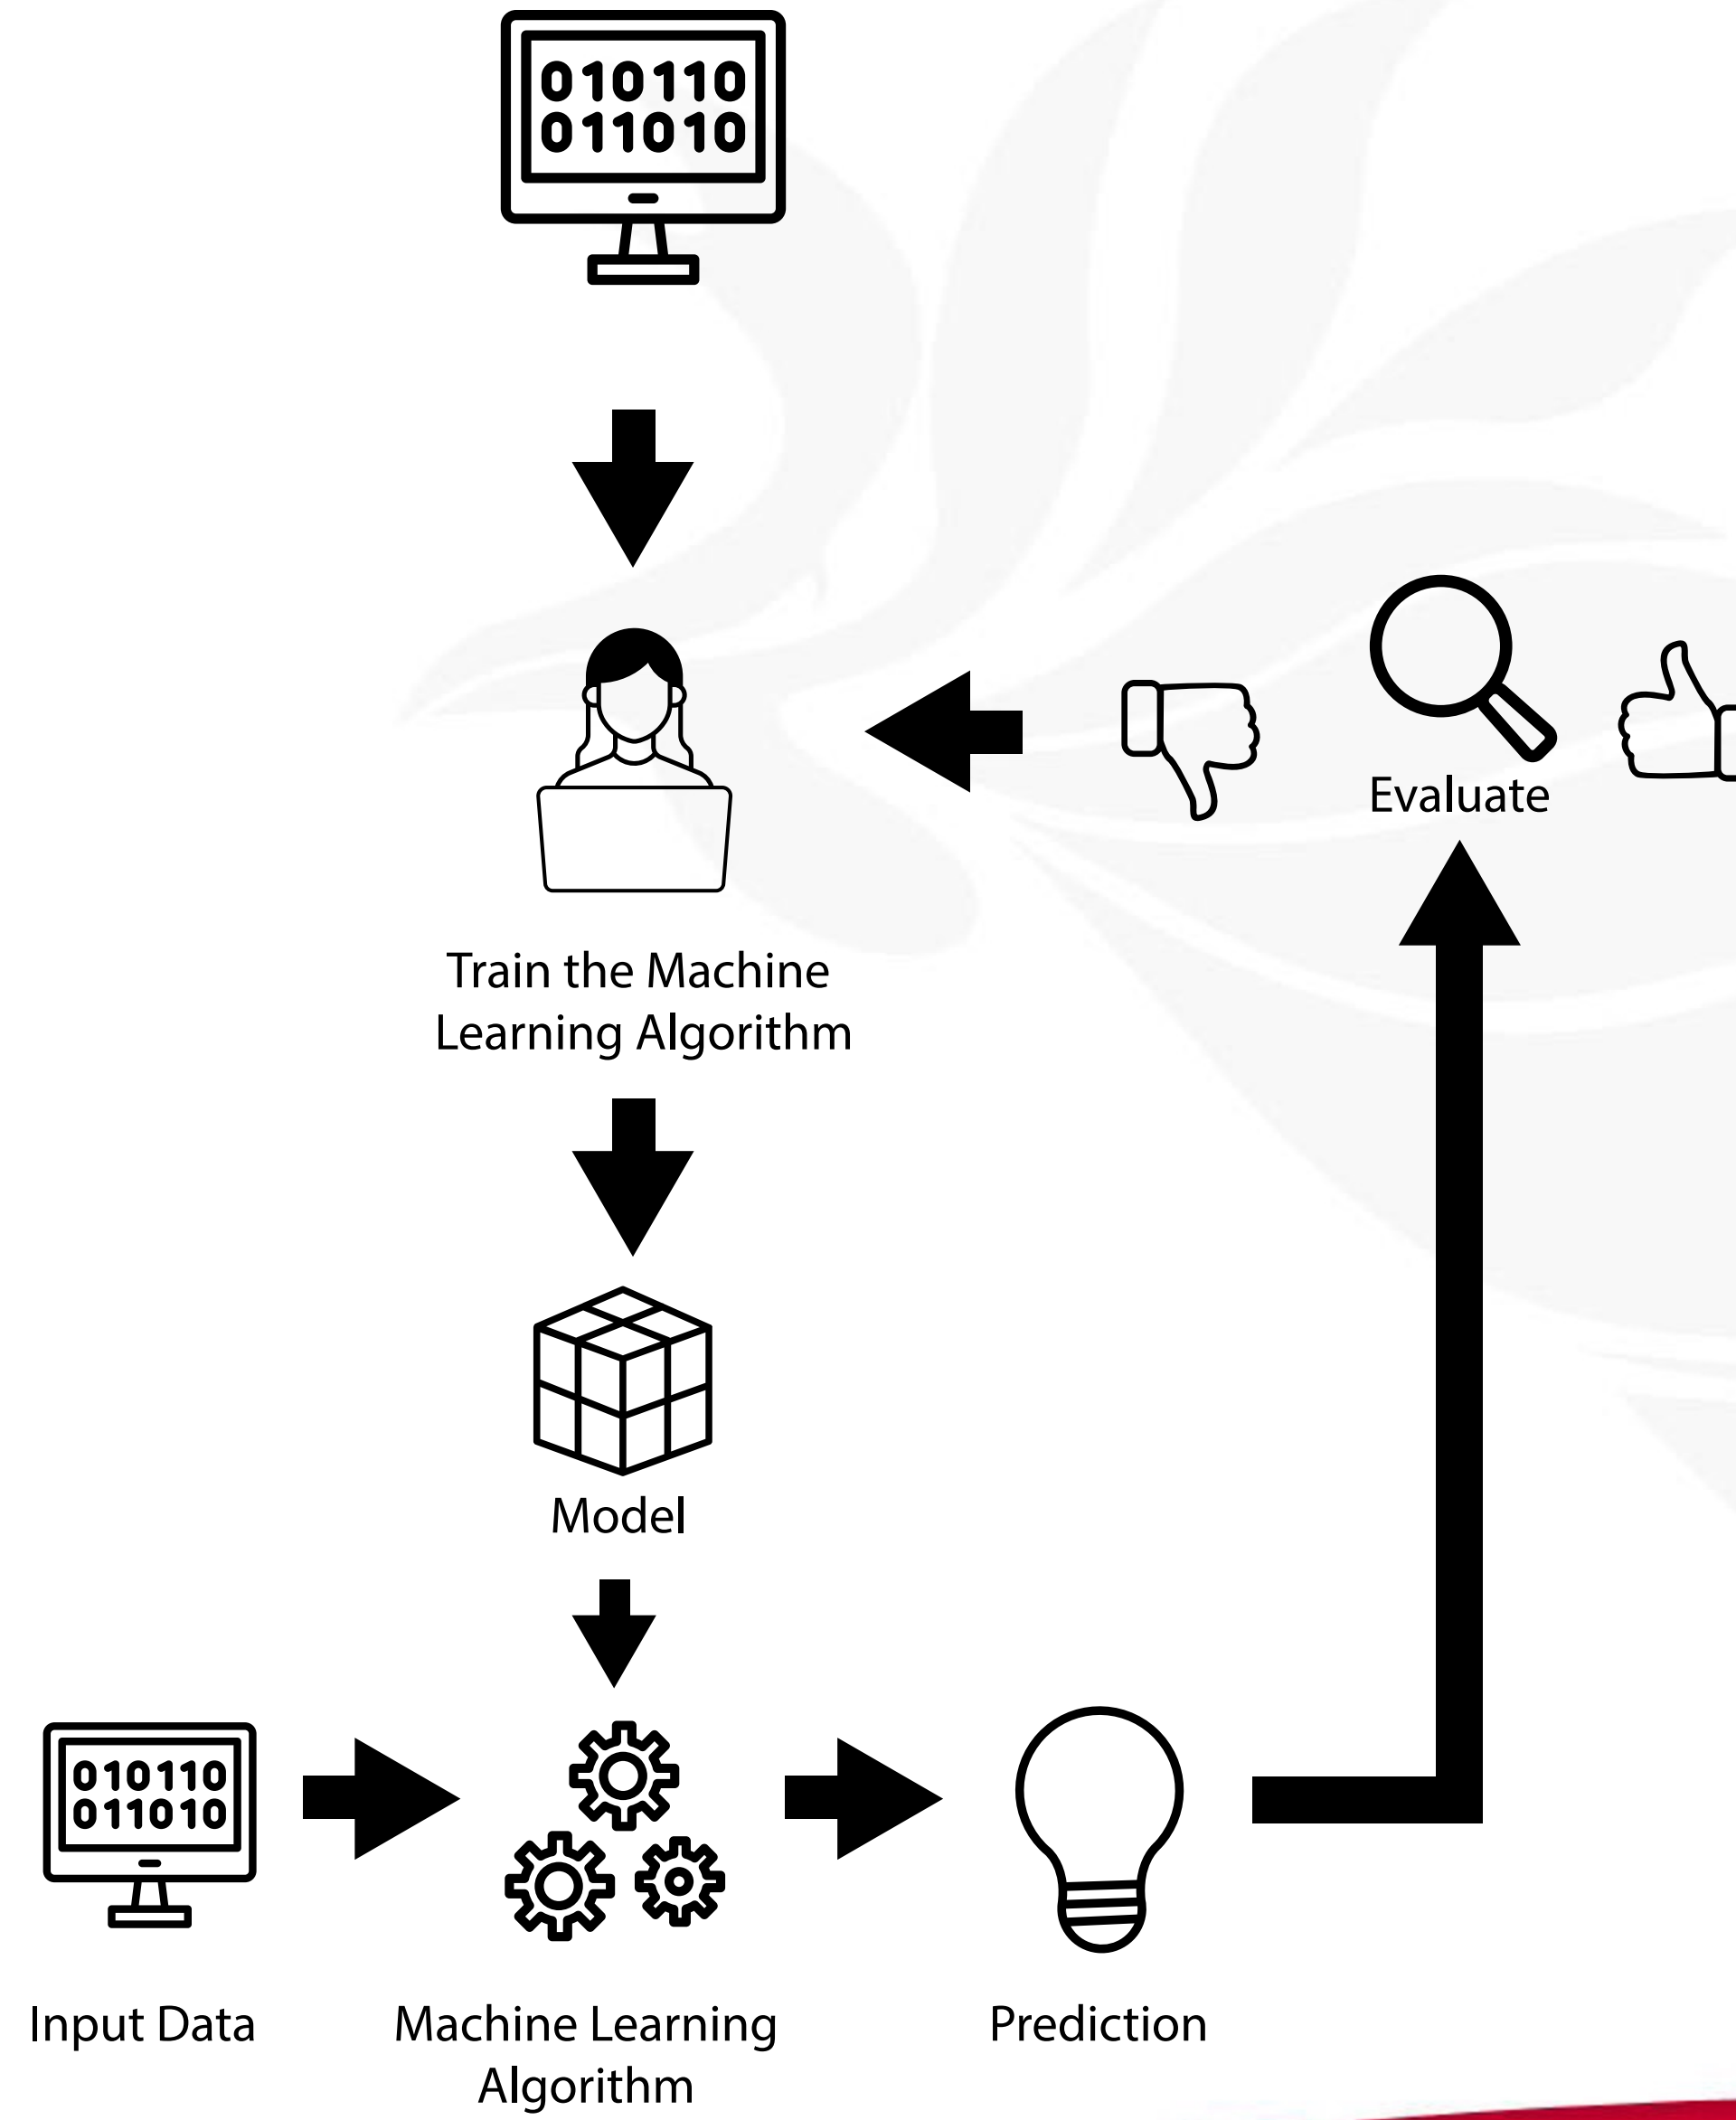 010110
011010
Evaluate
Train the Machine
Learning Algorithm
Model
010110
011010
Input Data
Machine Learning
Algorithm
Prediction